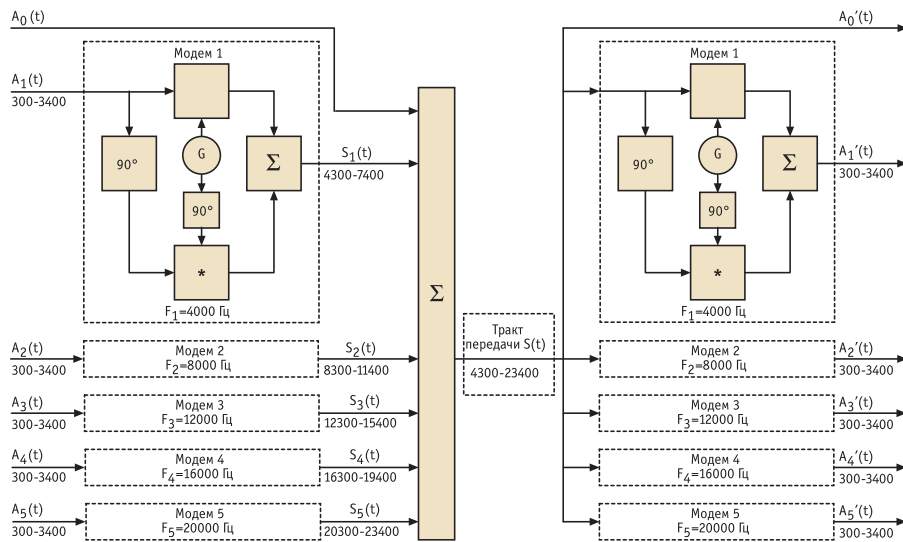 A₀(t)
Модем 1
A₁(t)
300-3400
90°
G
Σ
90°
*
F₁=4000 Гц
S₁(t)
4300-7400
A₂(t)
300-3400
Модем 2
F₂=8000 Гц
S₂(t)
8300-11400
A₃(t)
300-3400
Модем 3
F₃=12000 Гц
S₃(t)
12300-15400
A₄(t)
300-3400
Модем 4
F₄=16000 Гц
S₄(t)
16300-19400
A₅(t)
300-3400
Модем 5
F₅=20000 Гц
S₅(t)
20300-23400
Σ
Тракт
передачи S(t)
4300-23400
A₀′(t)
Модем 1
90°
G
Σ
90°
*
F₁=4000 Гц
A₁′(t)
300-3400
Модем 2
F₂=8000 Гц
A₂′(t)
300-3400
Модем 3
F₃=12000 Гц
A₃′(t)
300-3400
Модем 4
F₄=16000 Гц
A₄′(t)
300-3400
Модем 5
F₅=20000 Гц
A₅′(t)
300-3400